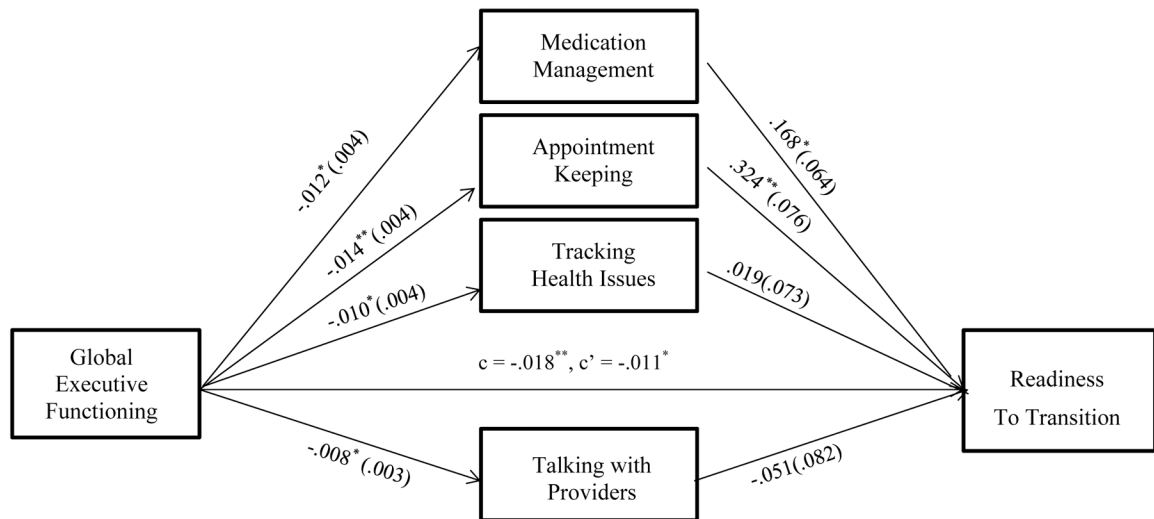 Medication
Management
-.012*(.004)
.168*(.064)
Appointment
Keeping
-.014**(.004)
.324**(.076)
Tracking
Health Issues
-.010*(.004)
.019(.073)
Global
Executive
Functioning
c = -.018**, c’ = -.011*
Readiness
To Transition
-.008*(.003)
Talking with
Providers
-.051(.082)